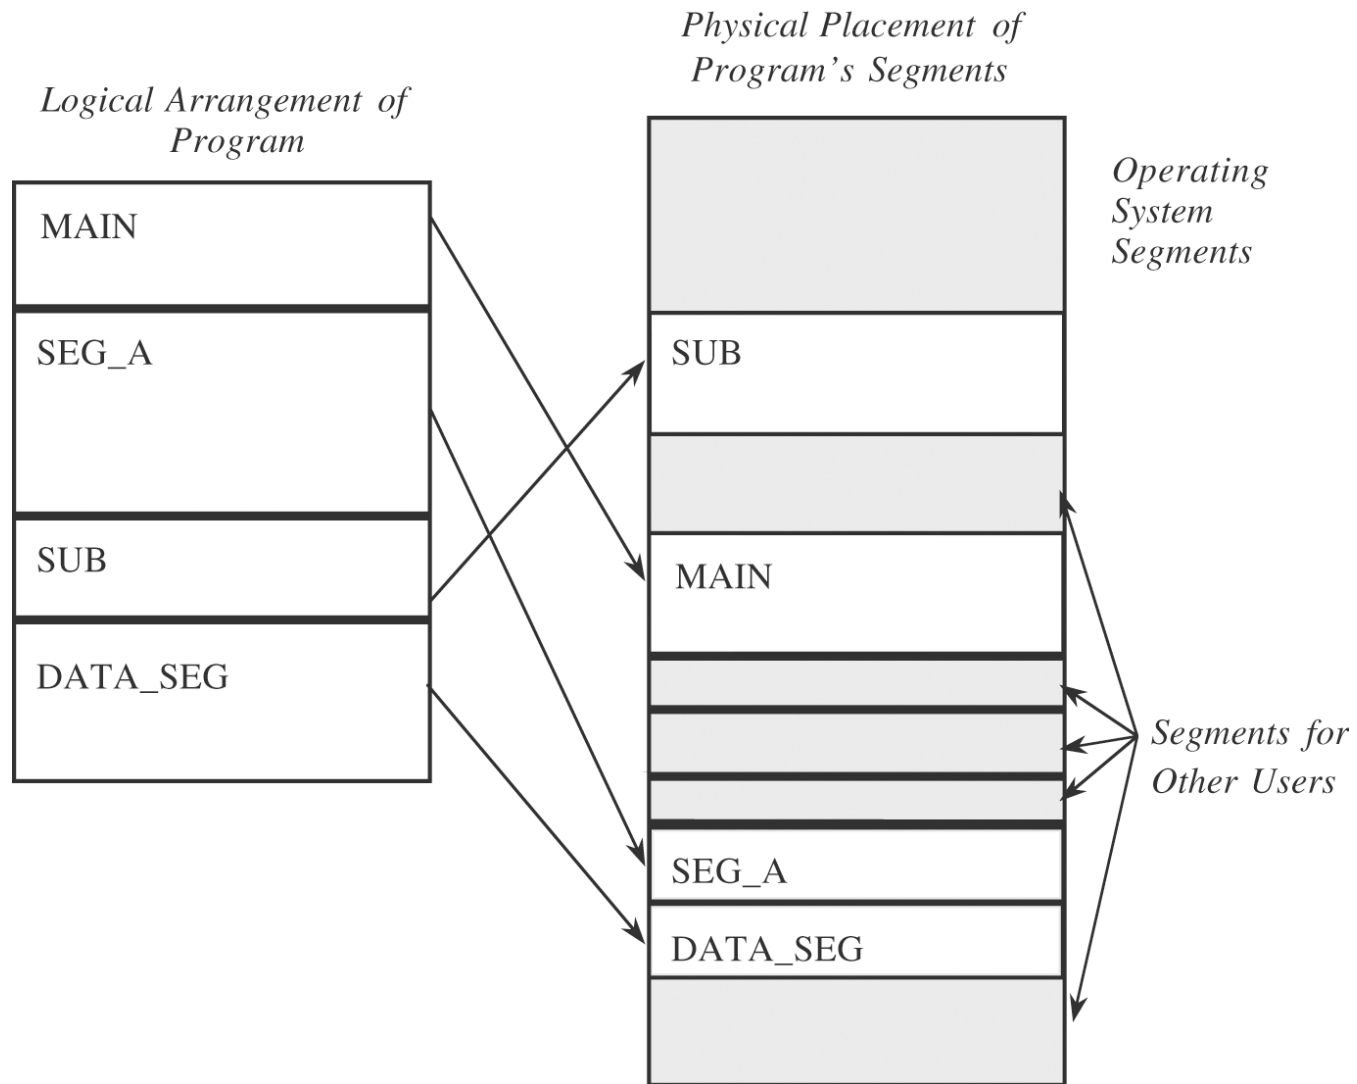 Logical Arrangement of
Program
MAIN
SEG_A
SUB
DATA_SEG
Physical Placement of
Program’s Segments
SUB
MAIN
SEG_A
DATA_SEG
Operating
System
Segments
Segments for
Other Users